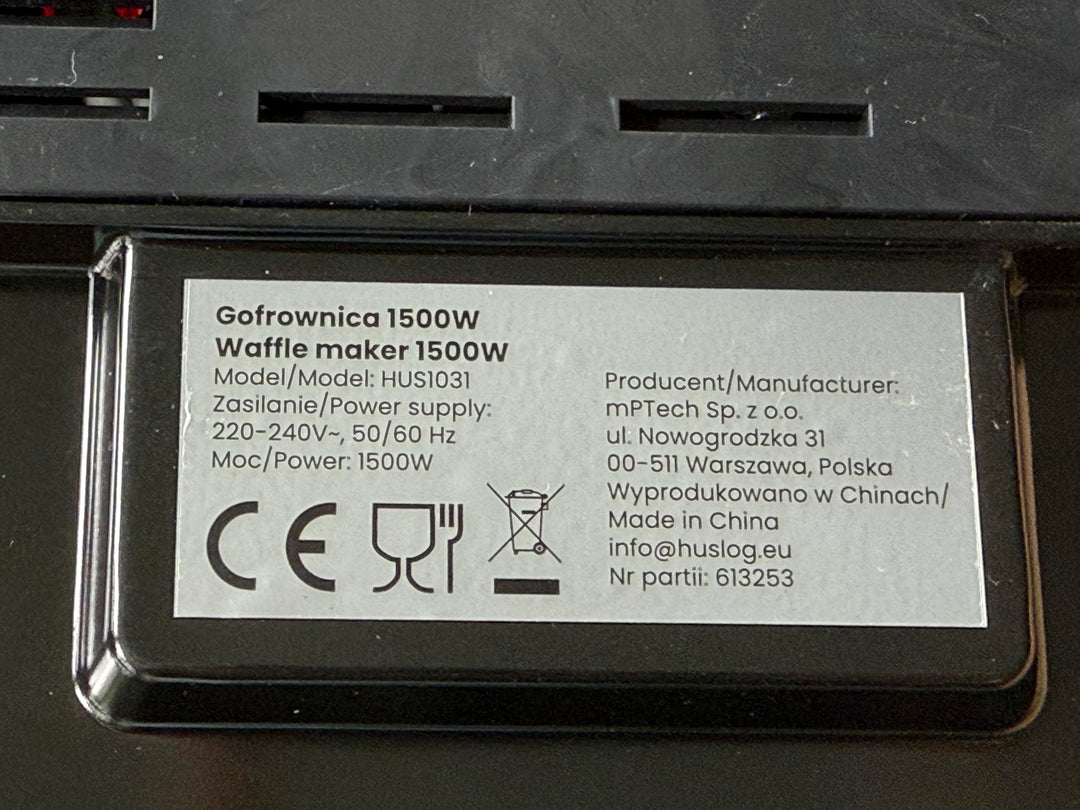 Gofrownica 1500W
Waffle maker 1500W
Model/Model: HUS1031
Zasilanie/Power supply:
220-240V~, 50/60 Hz
Moc/Power: 1500W
CE
Producent/Manufacturer:
mPTech Sp. z o.o.
ul. Nowogrodzka 31
00-511 Warszawa, Polska
Wyprodukowano w Chinach/
Made in China
info@huslog.eu
Nr partii: 613253